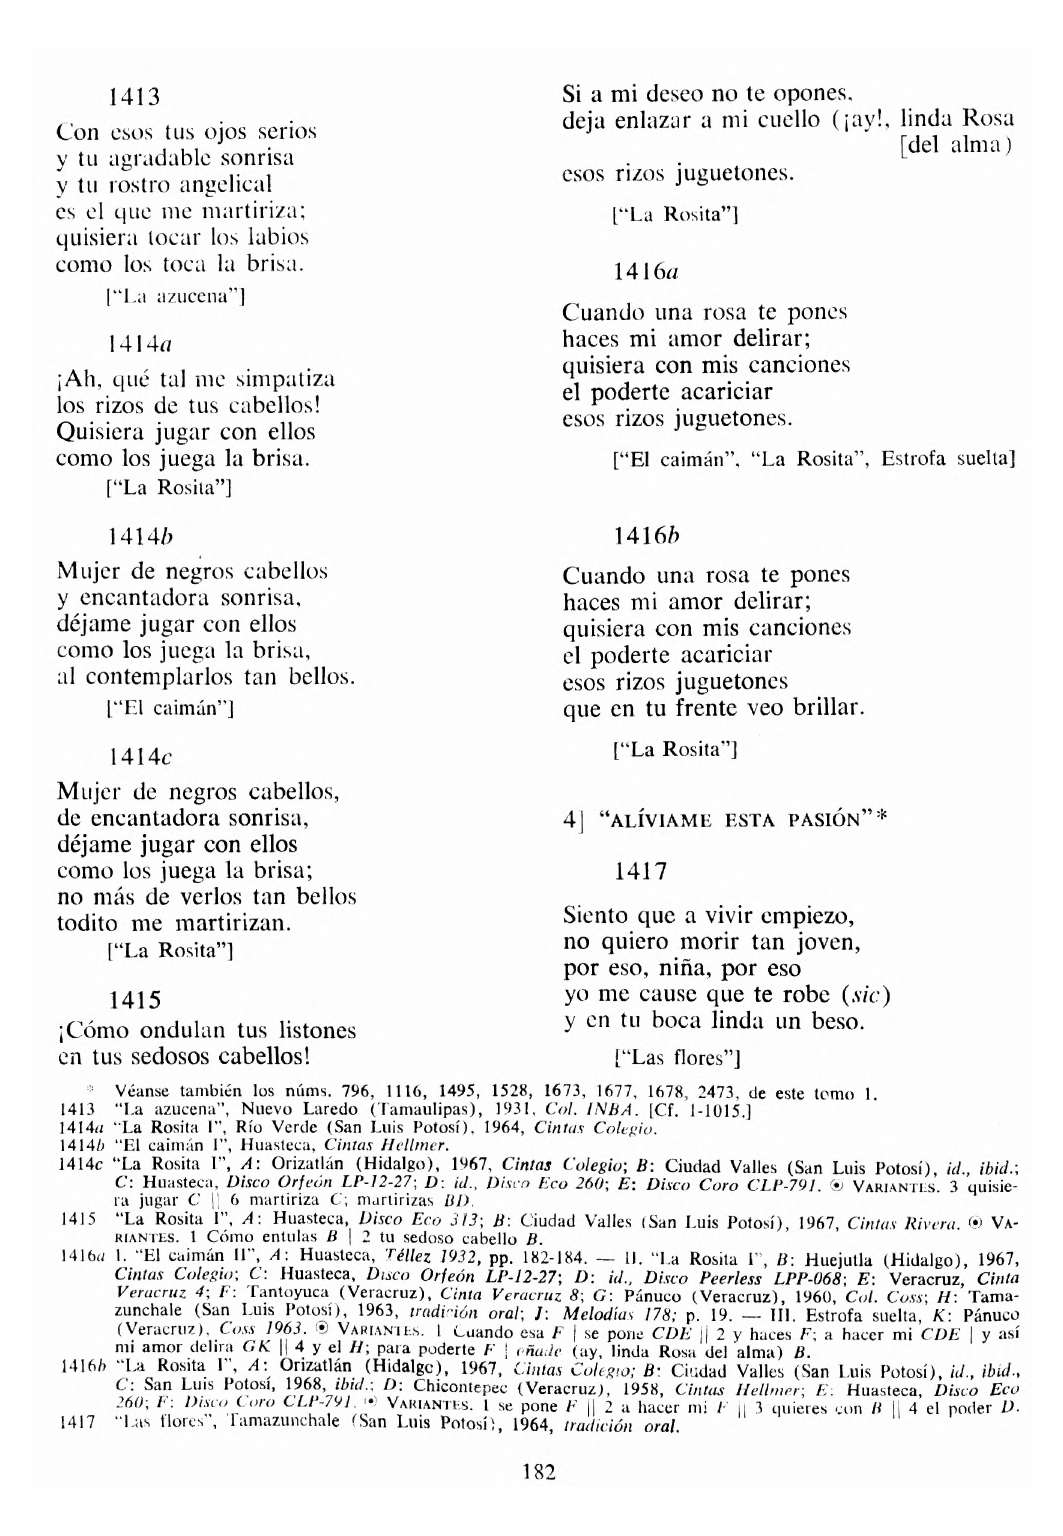 1413
Con esos tus ojos serios
y tu agradable sonrisa
y tu rostro angelical
es el que me martiriza;
quisiera tocar los labios
como los toca la brisa.
["La azucena"]
1414a
¡Ah, qué tal me simpatiza
los rizos de tus cabellos!
Quisiera jugar con ellos
como los juega la brisa.
["La Rosita"]
1414b
Mujer de negros cabellos
y encantadora sonrisa,
déjame jugar con ellos
como los juega la brisa,
al contemplarlos tan bellos.
["El caimán"]
1414c
Mujer de negros cabellos,
de encantadora sonrisa,
déjame jugar con ellos
como los juega la brisa;
no más de verlos tan bellos
todito me martirizan.
["La Rosita"]
1415
¡Cómo ondulan tus listones
en tus sedosos cabellos!
Si a mi deseo no te opones,
deja enlazar a mi cuello (¡ay!, linda Rosa
[del alma)
esos rizos juguetones.
["La Rosita"]
1416a
Cuando una rosa te pones
haces mi amor delirar;
quisiera con mis canciones
el poderte acariciar
esos rizos juguetones.
["El caimán", "La Rosita", Estrofa suelta]
1416b
Cuando una rosa te pones
haces mi amor delirar;
quisiera con mis canciones
el poderte acariciar
esos rizos juguetones
que en tu frente veo brillar.
["La Rosita"]
4] "ALÍVIAME ESTA PASIÓN"*
1417
Siento que a vivir empiezo,
no quiero morir tan joven,
por eso, niña, por eso
yo me cause que te robe (sic)
y en tu boca linda un beso.
["Las flores"]
* Véanse también los núms. 796, 1116, 1495, 1528, 1673, 1677, 1678, 2473, de este tomo 1.
1413 "La azucena", Nuevo Laredo (Tamaulipas), 1931, Col. INBA. [Cf. 1-1015.]
1414a "La Rosita I", Río Verde (San Luis Potosí), 1964, Cintas Colegio.
1414b "El caimán I", Huasteca, Cintas Hellmer.
1414c "La Rosita I", A: Orizatlán (Hidalgo), 1967, Cintas Colegio; B: Ciudad Valles (San Luis Potosí), id., ibid.;
C: Huasteca, Disco Orfeón LP-12-27; D: id., Disco Eco 260; E: Disco Coro CLP-791. ⦿ VARIANTES. 3 quisie-
ra jugar C || 6 martiriza C; martirizas BD.
1415 "La Rosita I", A: Huasteca, Disco Eco 313; B: Ciudad Valles (San Luis Potosí), 1967, Cintas Rivera. ⦿ VA-
RIANTES. 1 Cómo entulas B | 2 tu sedoso cabello B.
1416a I. "El caimán II", A: Huasteca, Téllez 1932, pp. 182-184. — II. "La Rosita I", B: Huejutla (Hidalgo), 1967,
Cintas Colegio; C: Huasteca, Disco Orfeón LP-12-27; D: id., Disco Peerless LPP-068; E: Veracruz, Cinta
Veracruz 4; F: Tantoyuca (Veracruz), Cinta Veracruz 8; G: Pánuco (Veracruz), 1960, Col. Coss; H: Tama-
zunchale (San Luis Potosí), 1963, tradición oral; J: Melodías 178; p. 19. — III. Estrofa suelta, K: Pánuco
(Veracruz), Coss 1963. ⦿ VARIANTES. 1 Cuando esa F | se pone CDE || 2 y haces F; a hacer mi CDE | y así
mi amor delira GK || 4 y el H; para poderte F | añade (ay, linda Rosa del alma) B.
1416b "La Rosita I", A: Orizatlán (Hidalgo), 1967, Cintas Colegio; B: Ciudad Valles (San Luis Potosí), id., ibid.,
C: San Luis Potosí, 1968, ibid.; D: Chicontepec (Veracruz), 1958, Cintas Hellmer; E: Huasteca, Disco Eco
260; F: Disco Coro CLP-791. ⦿ VARIANTES. 1 se pone F || 2 a hacer mi F || 3 quieres con B || 4 el poder D.
1417 "Las flores", Tamazunchale (San Luis Potosí), 1964, tradición oral.
182